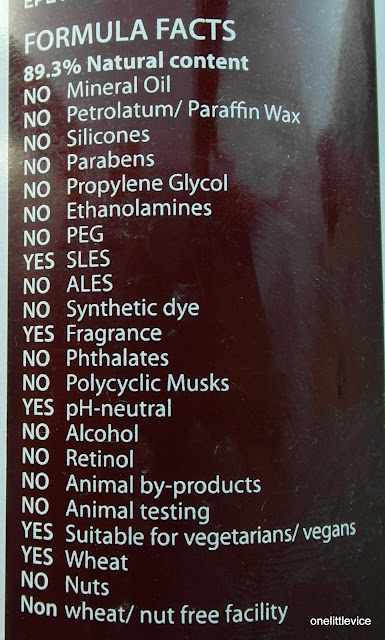 FORMULA FACTS
89.3% Natural content
NO Mineral Oil
NO Petrolatum/ Paraffin Wax
NO Silicones
NO Parabens
NO Propylene Glycol
NO Ethanolamines
NO PEG
YES SLES
NO ALES
NO Synthetic dye
YES Fragrance
NO Phthalates
NO Polycyclic Musks
YES pH-neutral
NO Alcohol
NO Retinol
NO Animal by-products
NO Animal testing
YES Suitable for vegetarians/ vegans
YES Wheat
NO Nuts
Non wheat/ nut free facility
onelittlevice